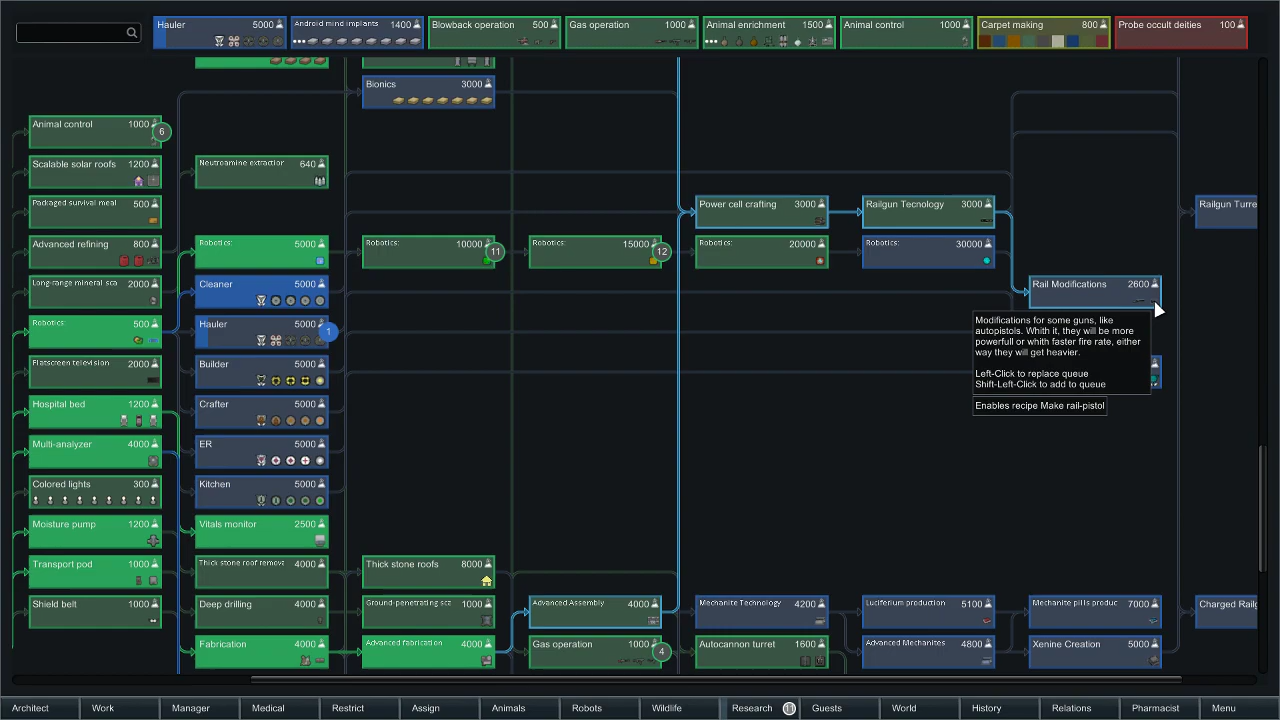 Hauler 5000
Android mind implants 1400
Blowback operation 500
Gas operation 1000
Animal enrichment 1500
Animal control 1000
Carpet making 800
Probe occult deities 100
Bionics 3000
Animal control 1000 6
Scalable solar roofs 1200
Neutroamine extraction 640
Packaged survival meal 500
Power cell crafting 3000
Railgun Tecnology 3000
Railgun Turre
Advanced refining 800
Robotics: 5000
Robotics: 10000 11
Robotics: 15000 12
Robotics: 20000
Robotics: 30000
Long-range mineral sca 2000
Cleaner 5000
Rail Modifications 2600
Robotics: 500
Hauler 5000 1
Modifications for some guns, like
autopistols. Whith it, they will be more
powerfull or whith faster fire rate, either
way they will get heavier.
Left-Click to replace queue
Shift-Left-Click to add to queue
Enables recipe Make rail-pistol
Flatscreen television 2000
Builder 5000
Hospital bed 1200
Crafter 5000
Multi-analyzer 4000
ER 5000
Colored lights 300
Kitchen 5000
Moisture pump 1200
Vitals monitor 2500
Transport pod 1000
Thick stone roof remova 4000
Thick stone roofs 8000
Shield belt 1000
Deep drilling 4000
Ground-penetrating sca 1000
Advanced Assembly 4000
Mechanite Technology 4200
Luciferium production 5100
Mechanite pills produc 7000
Charged Railg
Fabrication 4000
Advanced fabrication 4000
Gas operation 1000 4
Autocannon turret 1600
Advanced Mechanites 4800
Xenine Creation 5000
Architect
Work
Manager
Medical
Restrict
Assign
Animals
Robots
Wildlife
Research 11
Guests
World
History
Relations
Pharmacist
Menu